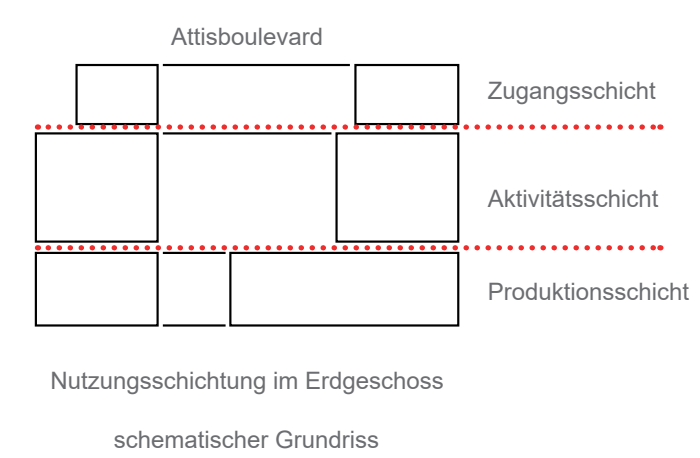 Attisboulevard
Zugangsschicht
Aktivitätsschicht
Produktionsschicht
Nutzungsschichtung im Erdgeschoss
schematischer Grundriss